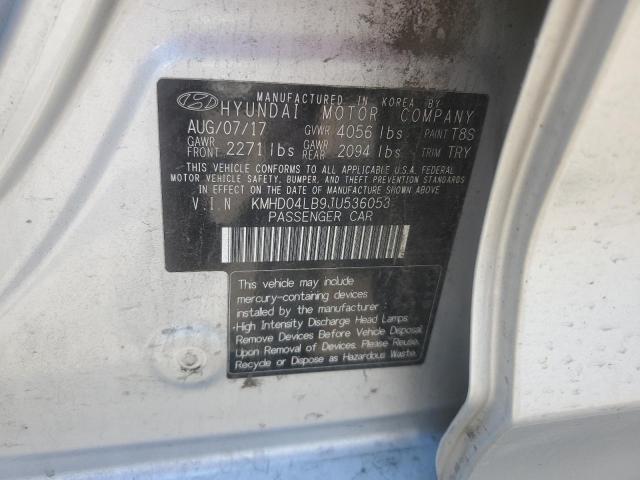 MANUFACTURED IN KOREA BY
HYUNDAI MOTOR COMPANY
AUG/07/17 GVWR 4056 lbs PAINT T8S
GAWR FRONT 2271 lbs GAWR REAR 2094 lbs TRIM TRY
THIS VEHICLE CONFORMS TO ALL APPLICABLE U.S.A. FEDERAL
MOTOR VEHICLE SAFETY, BUMPER, AND THEFT PREVENTION STANDARDS
IN EFFECT ON THE DATE OF MANUFACTURE SHOWN ABOVE.
V.I.N KMHD04LB9JU536053
PASSENGER CAR
This vehicle may include
mercury-containing devices
installed by the manufacturer:
·High Intensity Discharge Head Lamps.
Remove Devices Before Vehicle Disposal.
Upon Removal of Devices. Please Reuse,
Recycle or Dispose as Hazardous Waste.